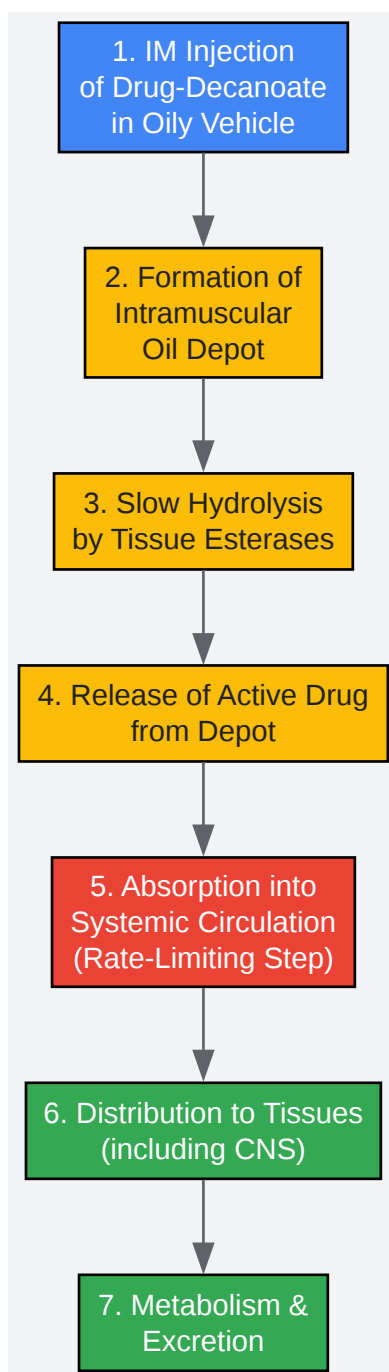 1. IM Injection
of Drug-Decanoate
in Oily Vehicle
2. Formation of
Intramuscular
Oil Depot
3. Slow Hydrolysis
by Tissue Esterases
4. Release of Active Drug
from Depot
5. Absorption into
Systemic Circulation
(Rate-Limiting Step)
6. Distribution to Tissues
(including CNS)
7. Metabolism &
Excretion